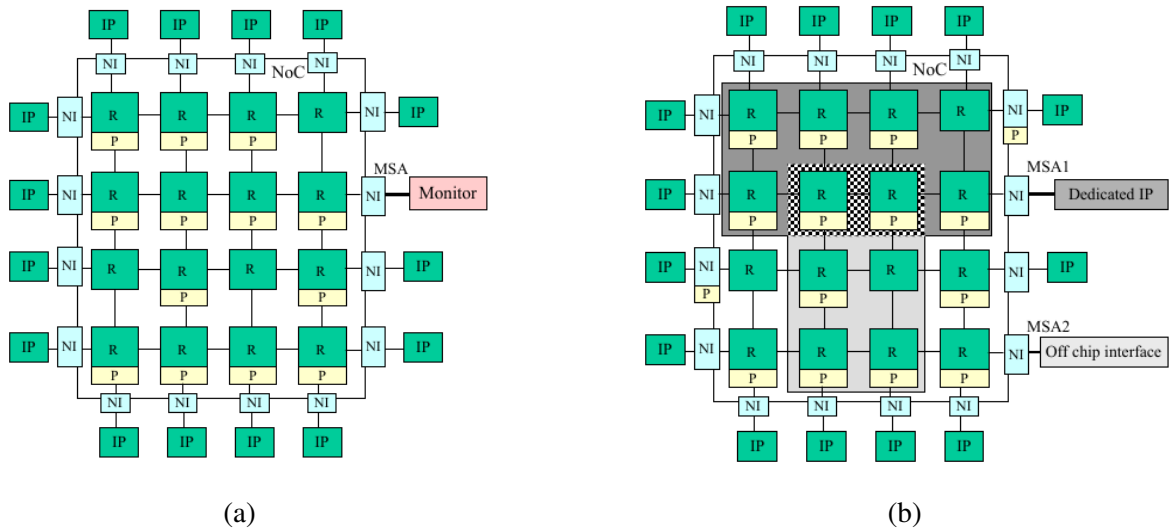 IP IP IP IP
NI NI NI NoC NI
IP NI R R R R NI IP
P P P
MSA
IP NI R R R R NI Monitor
P P P P
IP NI R R R R NI IP
P P
IP NI R R R R NI IP
P P P P
NI NI NI NI
IP IP IP IP
(a)
IP IP IP IP
NI NI NI NoC NI
IP NI R R R R NI IP
P P P P
MSA1
IP NI R R R R NI Dedicated IP
P P P P
IP NI R R R R NI IP
P P P
MSA2
IP NI R R R R NI Off chip interface
P P P P
NI NI NI NI
IP IP IP IP
(b)